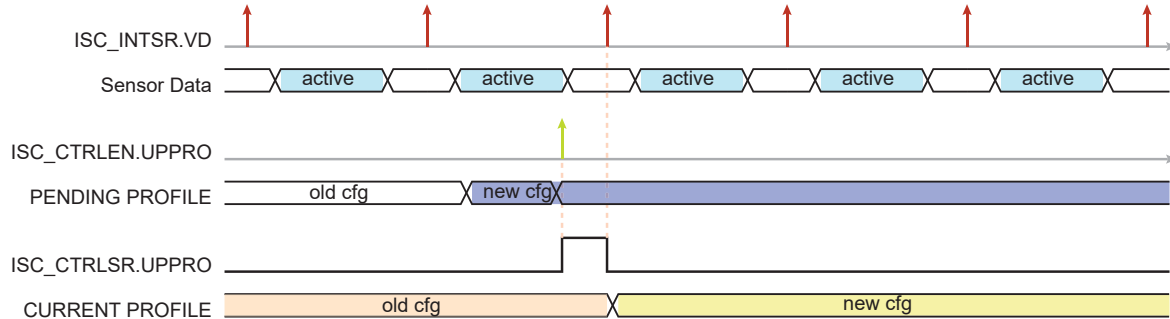 ISC_INTSR.VD
Sensor Data active active active active active
ISC_CTRLEN.UPPRO
PENDING PROFILE old cfg new cfg
ISC_CTRLSR.UPPRO
CURRENT PROFILE old cfg new cfg